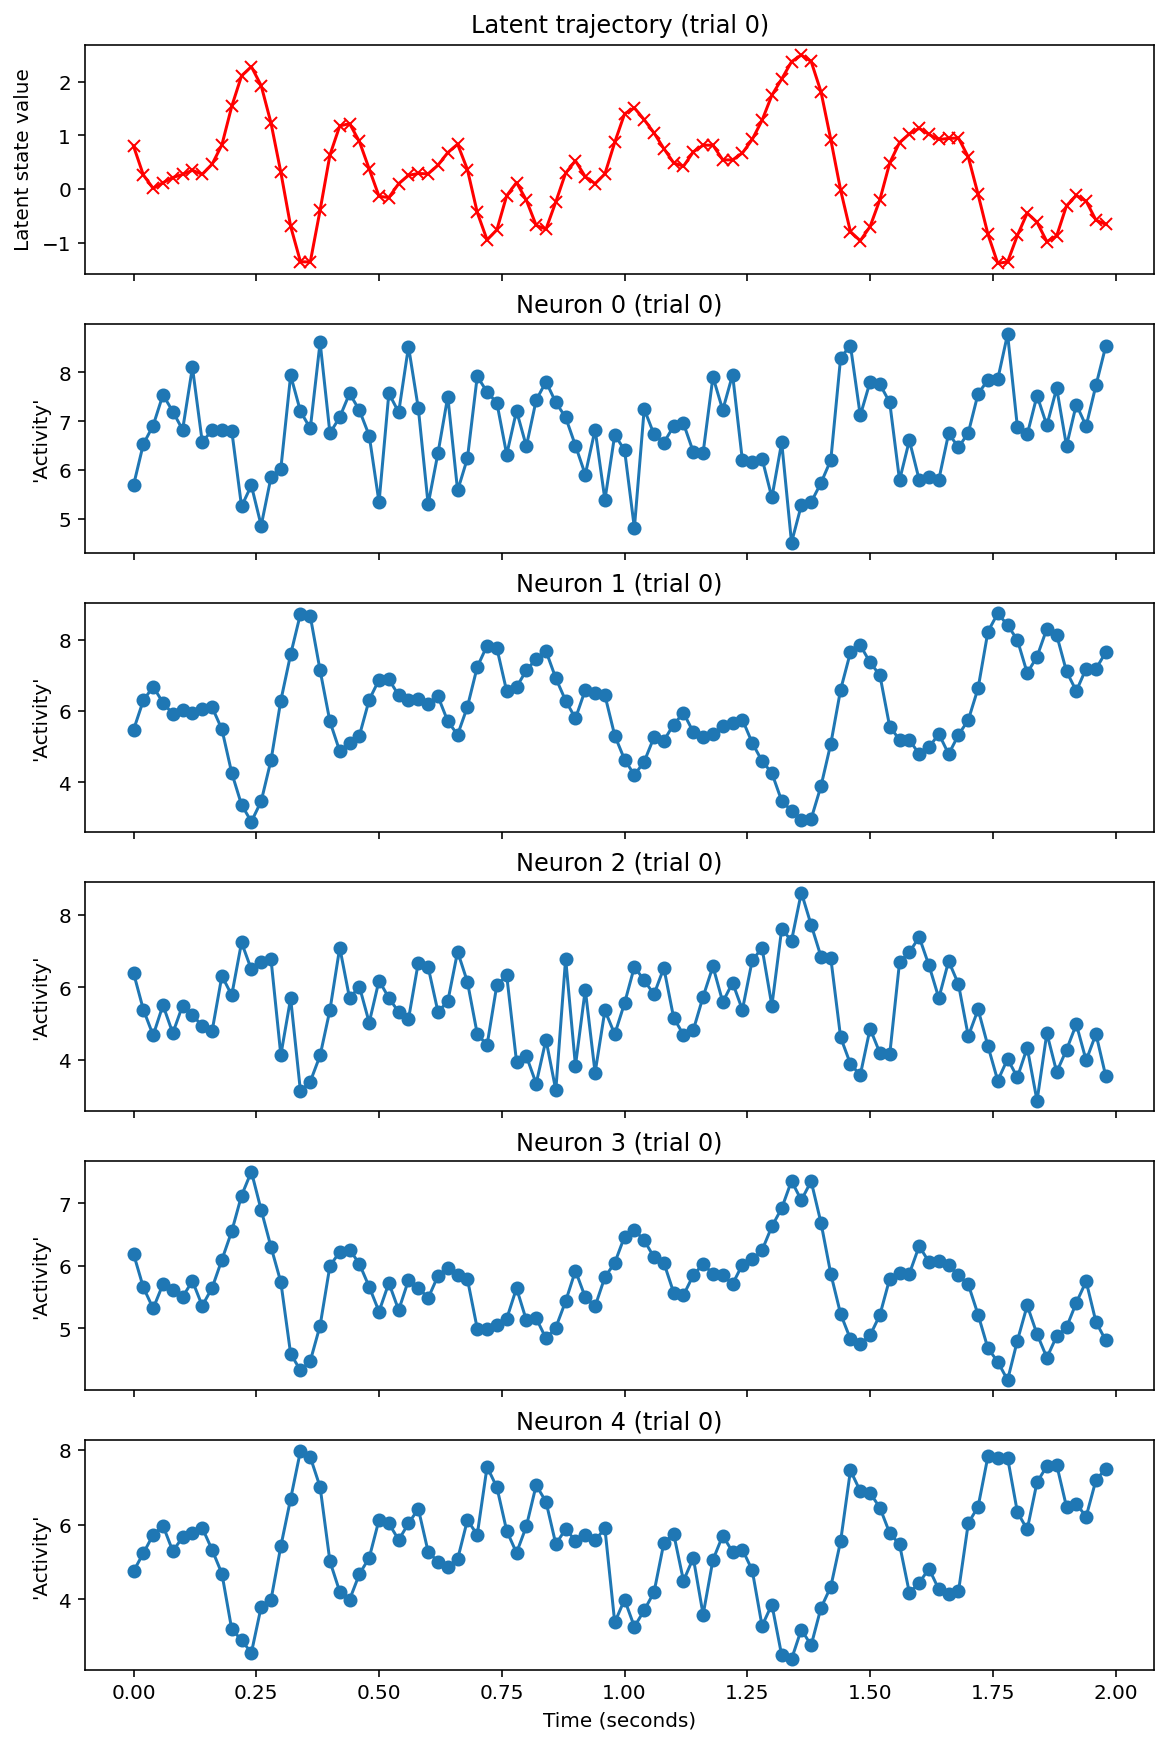 Latent trajectory (trial 0)
Latent state value
2
1
0
−1
Neuron 0 (trial 0)
'Activity'
8
7
6
5
Neuron 1 (trial 0)
'Activity'
8
6
4
Neuron 2 (trial 0)
'Activity'
8
6
4
Neuron 3 (trial 0)
'Activity'
7
6
5
Neuron 4 (trial 0)
'Activity'
8
6
4
0.00 0.25 0.50 0.75 1.00 1.25 1.50 1.75 2.00
Time (seconds)